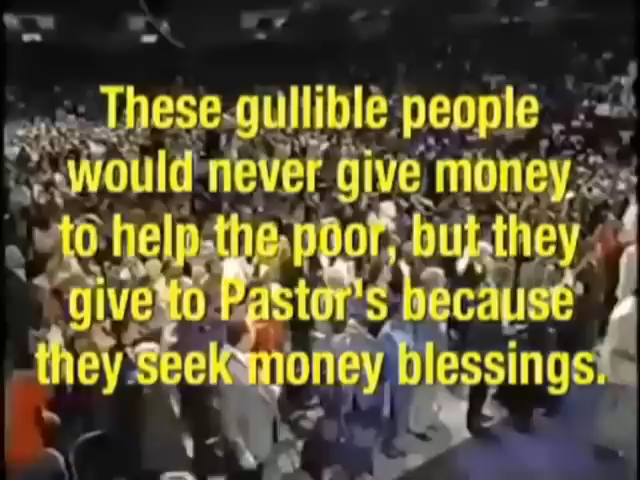 These gullible people
would never give money
to help the poor, but they
give to Pastor's because
they seek money blessings.